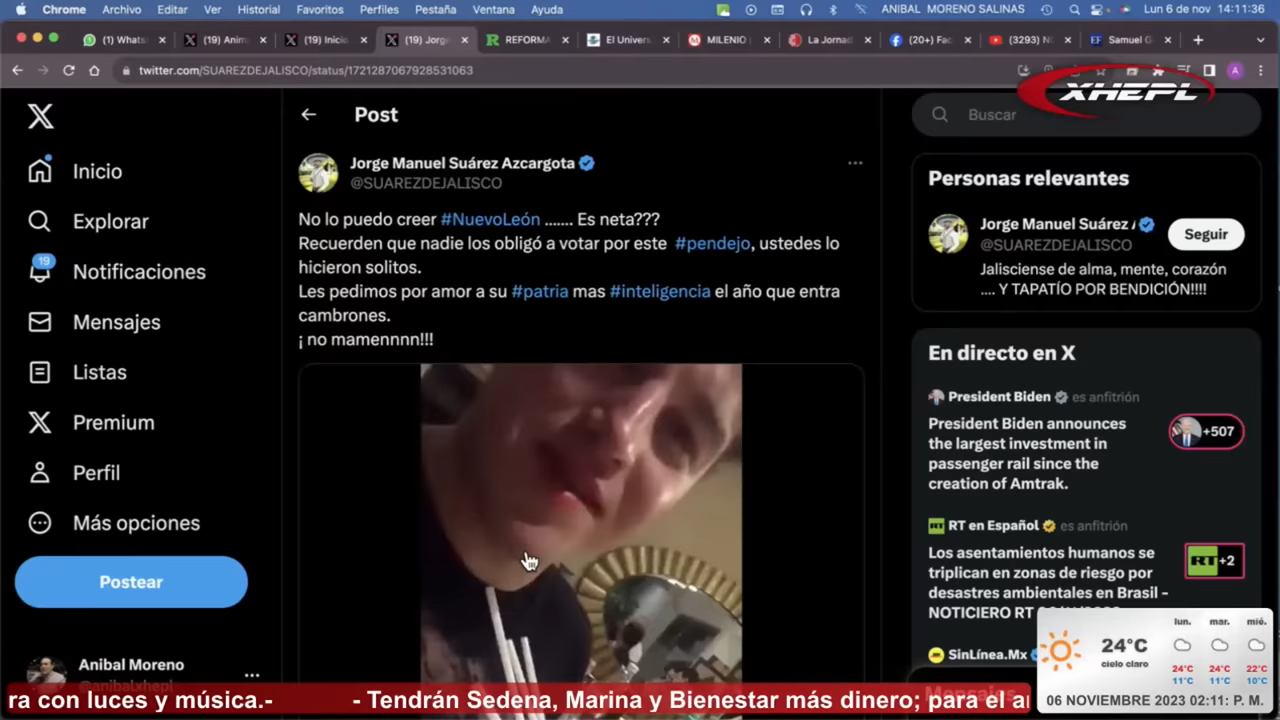 Chrome Archivo Editar Ver Historial Favoritos Perfiles Pestaña Ventana Ayuda
ANIBAL MORENO SALINAS Lun 6 de nov 14:11:36
(1) Whats
(19) Anim
(19) Inicio
(19) Jorge
REFORMA
El Univers
MILENIO |
La Jornad
(20+) Fac
(3293) N
Samuel G
twitter.com/SUAREZDEJALISCO/status/1721287067928531063
XHEPL
Inicio
Explorar
19
Notificaciones
Mensajes
Listas
Premium
Perfil
Más opciones
Postear
Anibal Moreno
@anibalxhepl
Post
Jorge Manuel Suárez Azcargota
@SUAREZDEJALISCO
No lo puedo creer #NuevoLeón ....... Es neta???
Recuerden que nadie los obligó a votar por este #pendejo, ustedes lo
hicieron solitos.
Les pedimos por amor a su #patria mas #inteligencia el año que entra
cambrones.
¡ no mamennnn!!!
Buscar
Personas relevantes
Jorge Manuel Suárez
@SUAREZDEJALISCO
Seguir
Jalisciense de alma, mente, corazón
.... Y TAPATÍO POR BENDICIÓN!!!!
En directo en X
President Biden es anfitrión
President Biden announces
the largest investment in
passenger rail since the
creation of Amtrak.
+507
RT en Español es anfitrión
Los asentamientos humanos se
triplican en zonas de riesgo por
desastres ambientales en Brasil -
NOTICIERO RT
RT +2
SinLínea.Mx
Mensajes
24°C
cielo claro
lun. mar. mié.
24°C 24°C 22°C
11°C 11°C 10°C
06 NOVIEMBRE 2023 02:11: P. M.
ra con luces y música.- - Tendrán Sedena, Marina y Bienestar más dinero; para el a